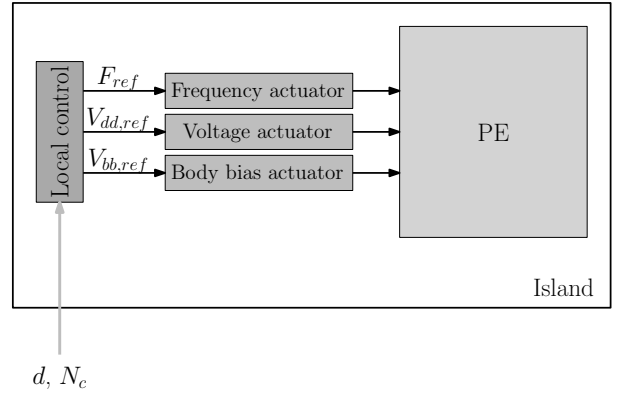 Local control
F_ref
Frequency actuator
V_dd,ref
Voltage actuator
V_bb,ref
Body bias actuator
PE
Island
d, N_c